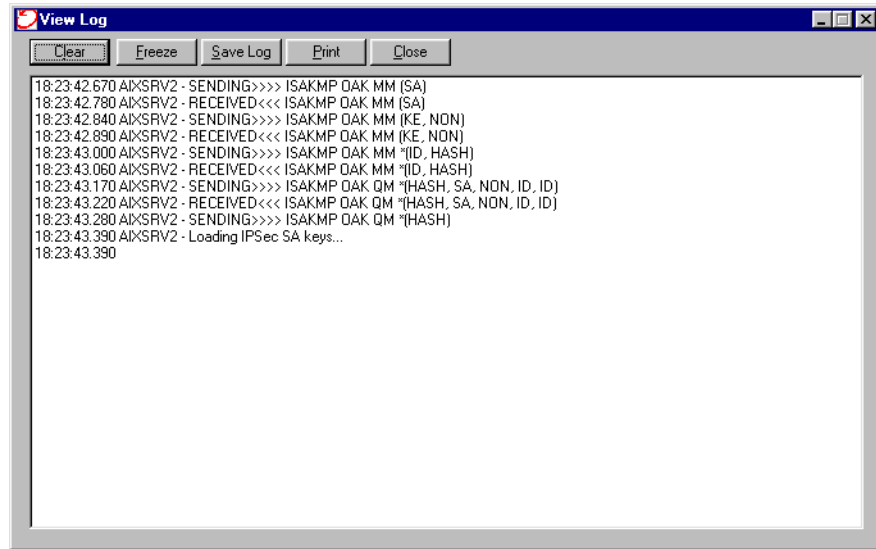 View Log
Clear Freeze Save Log Print Close
18:23:42.670 AIXSRV2 - SENDING>>>> ISAKMP OAK MM (SA)
18:23:42.780 AIXSRV2 - RECEIVED<<< ISAKMP OAK MM (SA)
18:23:42.840 AIXSRV2 - SENDING>>>> ISAKMP OAK MM (KE, NON)
18:23:42.890 AIXSRV2 - RECEIVED<<< ISAKMP OAK MM (KE, NON)
18:23:43.000 AIXSRV2 - SENDING>>>> ISAKMP OAK MM *(ID, HASH)
18:23:43.060 AIXSRV2 - RECEIVED<<< ISAKMP OAK MM *(ID, HASH)
18:23:43.170 AIXSRV2 - SENDING>>>> ISAKMP OAK QM *(HASH, SA, NON, ID, ID)
18:23:43.220 AIXSRV2 - RECEIVED<<< ISAKMP OAK QM *(HASH, SA, NON, ID, ID)
18:23:43.280 AIXSRV2 - SENDING>>>> ISAKMP OAK QM *(HASH)
18:23:43.390 AIXSRV2 - Loading IPSec SA keys...
18:23:43.390